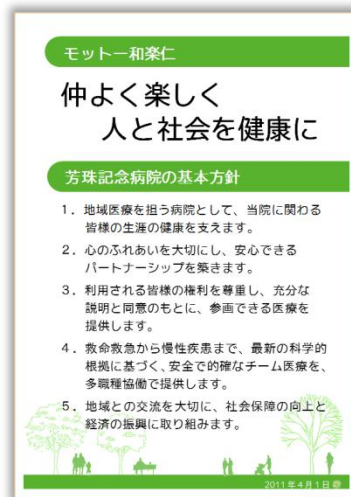 モットー和楽仁
仲よく楽しく
人と社会を健康に
芳珠記念病院の基本方針
1．地域医療を担う病院として、当院に関わる
皆様の生涯の健康を支えます。
2．心のふれあいを大切にし、安心できる
パートナーシップを築きます。
3．利用される皆様の権利を尊重し、充分な
説明と同意のもとに、参画できる医療を
提供します。
4．救命救急から慢性疾患まで、最新の科学的
根拠に基づく、安全で的確なチーム医療を、
多職種協働で提供します。
5．地域との交流を大切に、社会保障の向上と
経済の振興に取り組みます。
2011年4月1日